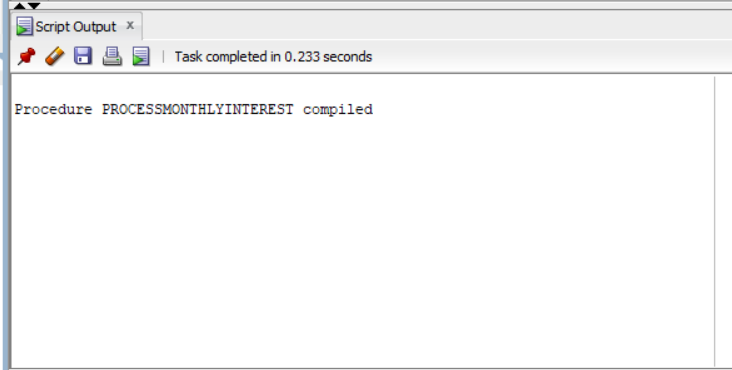 Script Output x
Task completed in 0.233 seconds
Procedure PROCESSMONTHLYINTEREST compiled